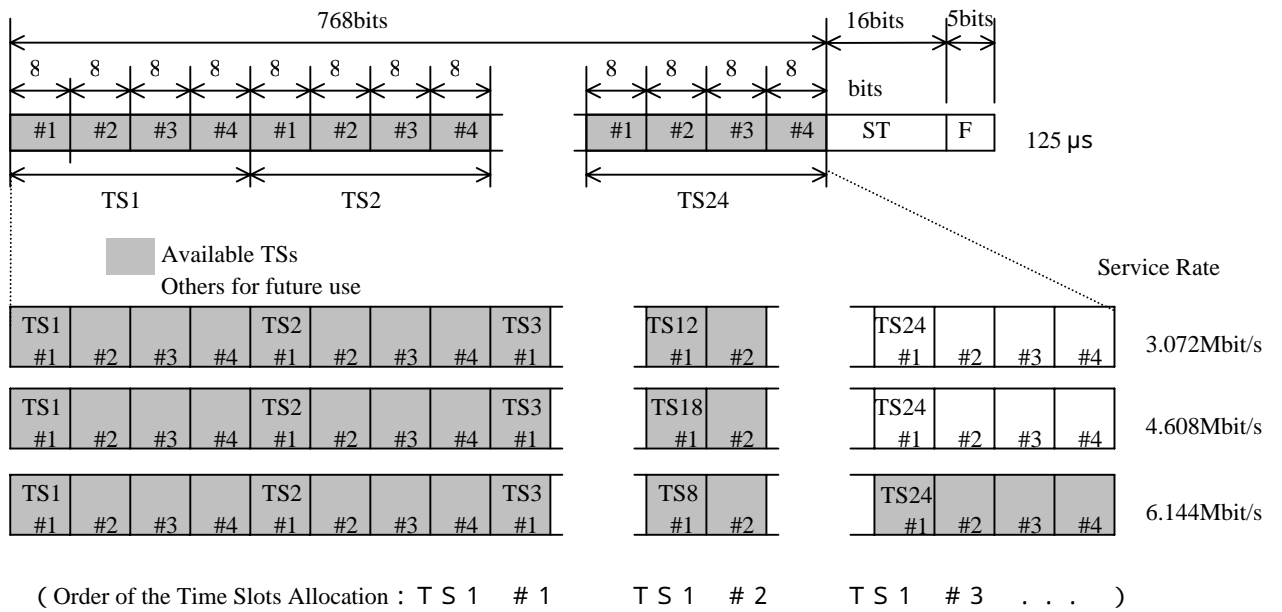 768bits 16bits 5bits
8 8 8 8 8 8 8 8 8 8 8 8 bits
#1 #2 #3 #4 #1 #2 #3 #4 #1 #2 #3 #4 ST F 125 μs
TS1 TS2 TS24
Available TSs
Others for future use
Service Rate
TS1 TS2 TS3 TS12 TS24
#1 #2 #3 #4 #1 #2 #3 #4 #1 #1 #2 #1 #2 #3 #4 3.072Mbit/s
TS1 TS2 TS3 TS18 TS24
#1 #2 #3 #4 #1 #2 #3 #4 #1 #1 #2 #1 #2 #3 #4 4.608Mbit/s
TS1 TS2 TS3 TS8 TS24
#1 #2 #3 #4 #1 #2 #3 #4 #1 #1 #2 #1 #2 #3 #4 6.144Mbit/s
( Order of the Time Slots Allocation : TS1 #1 TS1 #2 TS1 #3 ... )